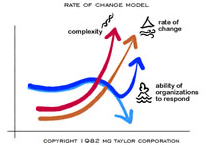 RATE OF CHANGE MODEL
complexity
rate of
change
ability of
organizations
to respond
COPYRIGHT 1982 MG TAYLOR CORPORATION